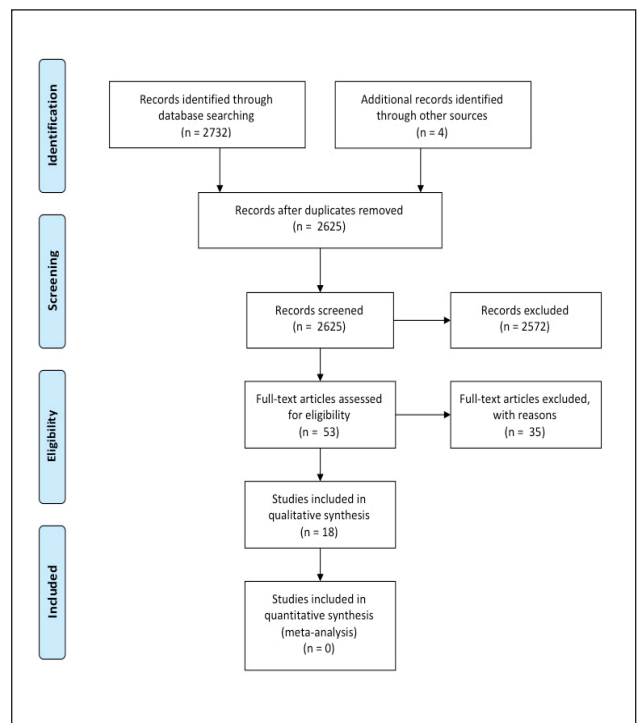 Identification
Records identified through
database searching
(n = 2732)
Additional records identified
through other sources
(n = 4)
Records after duplicates removed
(n = 2625)
Screening
Records screened
(n = 2625)
Records excluded
(n = 2572)
Eligibility
Full-text articles assessed
for eligibility
(n = 53)
Full-text articles excluded,
with reasons
(n = 35)
Studies included in
qualitative synthesis
(n = 18)
Included
Studies included in
quantitative synthesis
(meta-analysis)
(n = 0)